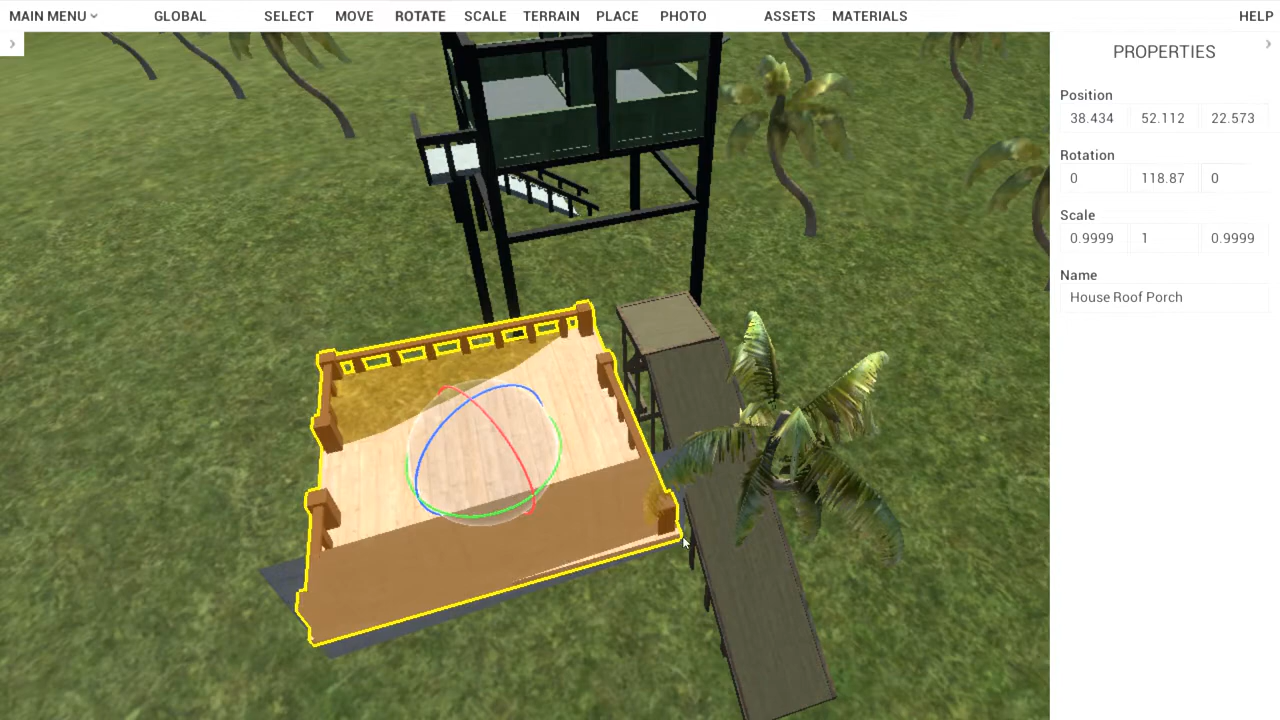 MAIN MENU GLOBAL SELECT MOVE ROTATE SCALE TERRAIN PLACE PHOTO ASSETS MATERIALS HELP
PROPERTIES
Position
38.434 52.112 22.573
Rotation
0 118.87 0
Scale
0.9999 1 0.9999
Name
House Roof Porch